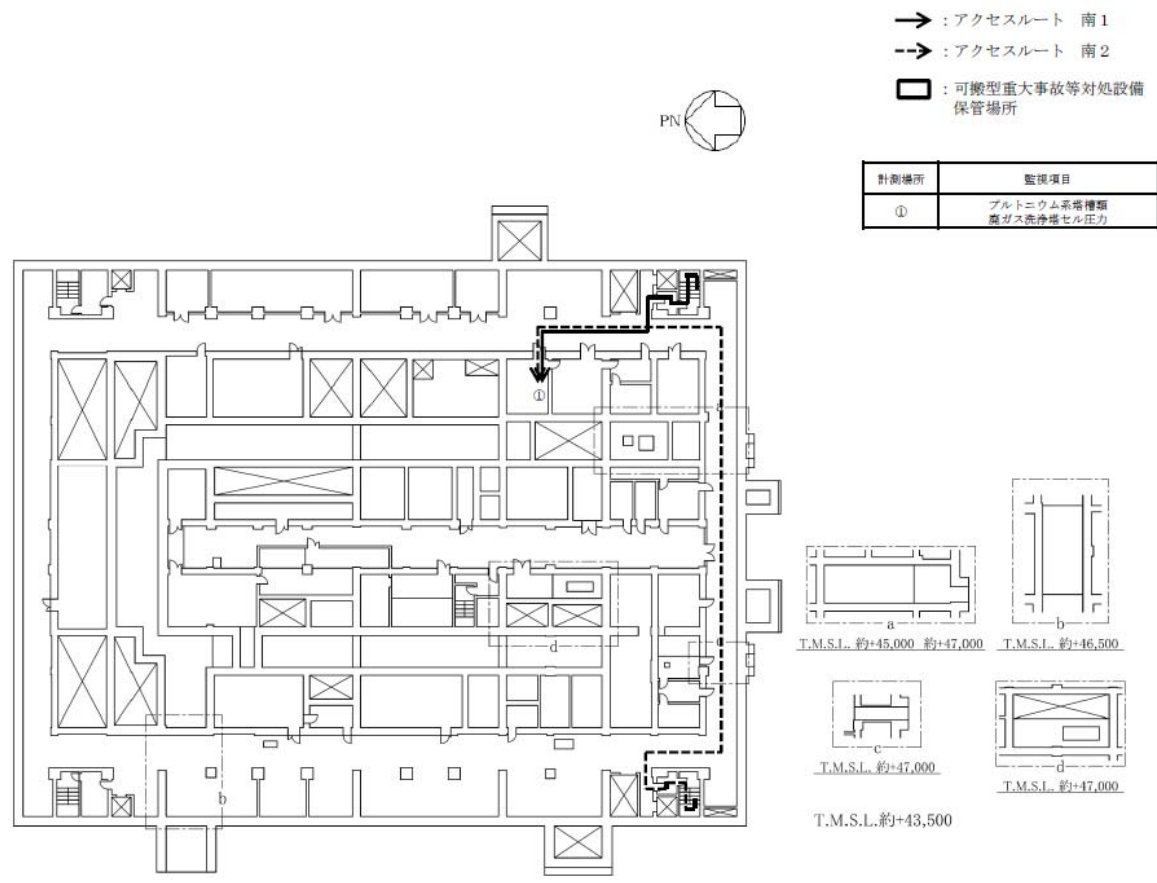 ：アクセスルート　南１
：アクセスルート　南２
：可搬型重大事故等対処設備
保管場所
PN
計測場所
監視項目
①
プルトニウム系塔槽類
廃ガス洗浄塔セル圧力
①
a
d
c
b
a
T.M.S.L. 約+45,000 約+47,000
b
T.M.S.L. 約+46,500
c
T.M.S.L. 約+47,000
d
T.M.S.L. 約+47,000
T.M.S.L.約+43,500